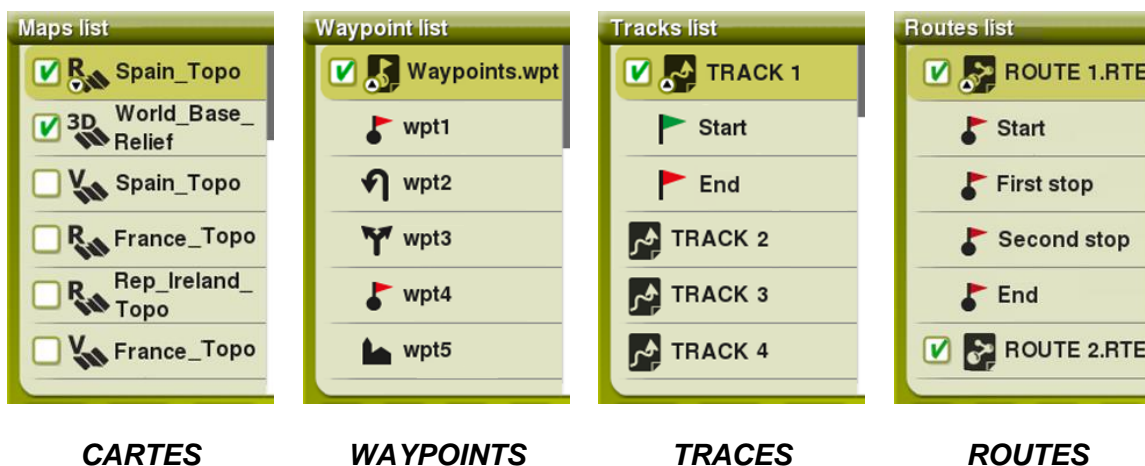 Maps list
R Spain_Topo
3D World_Base_
Relief
V Spain_Topo
R France_Topo
R Rep_Ireland_
Topo
V France_Topo
CARTES
Waypoint list
Waypoints.wpt
wpt1
wpt2
wpt3
wpt4
wpt5
WAYPOINTS
Tracks list
TRACK 1
Start
End
TRACK 2
TRACK 3
TRACK 4
TRACES
Routes list
ROUTE 1.RTE
Start
First stop
Second stop
End
ROUTE 2.RTE
ROUTES